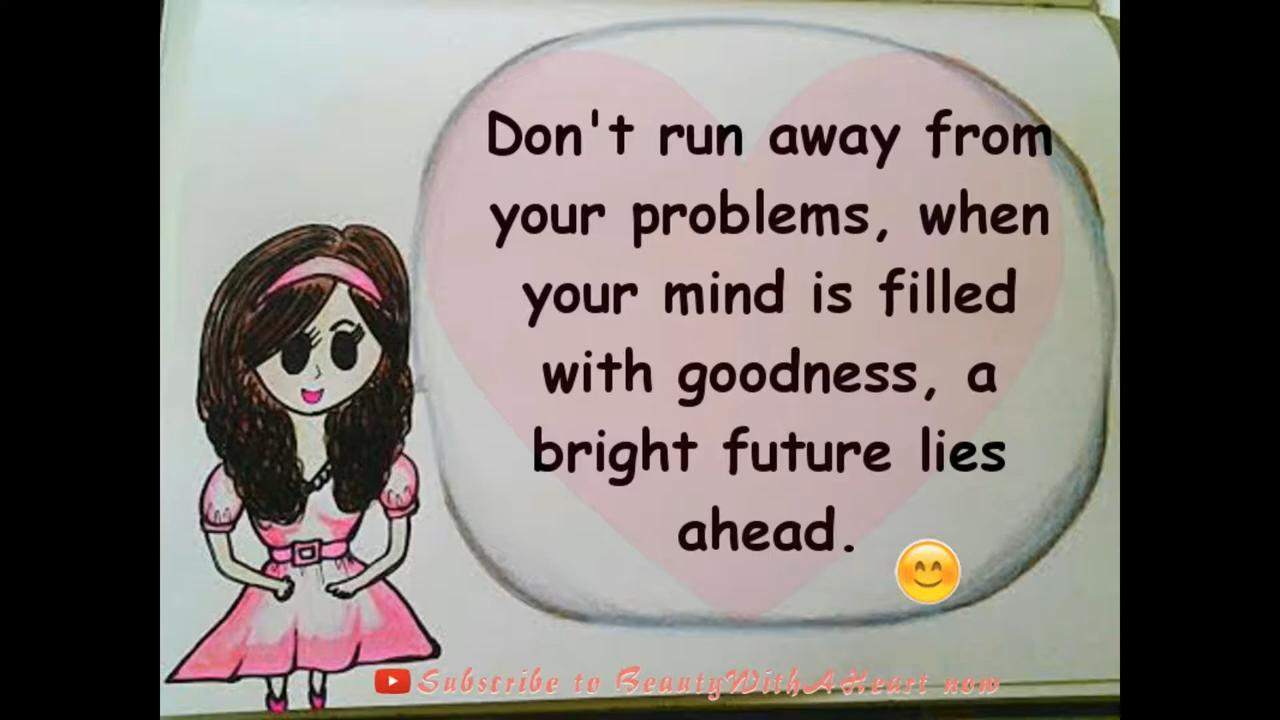 Don't run away from
your problems, when
your mind is filled
with goodness, a
bright future lies
ahead.
Subscribe to BeautyWithAHeart now